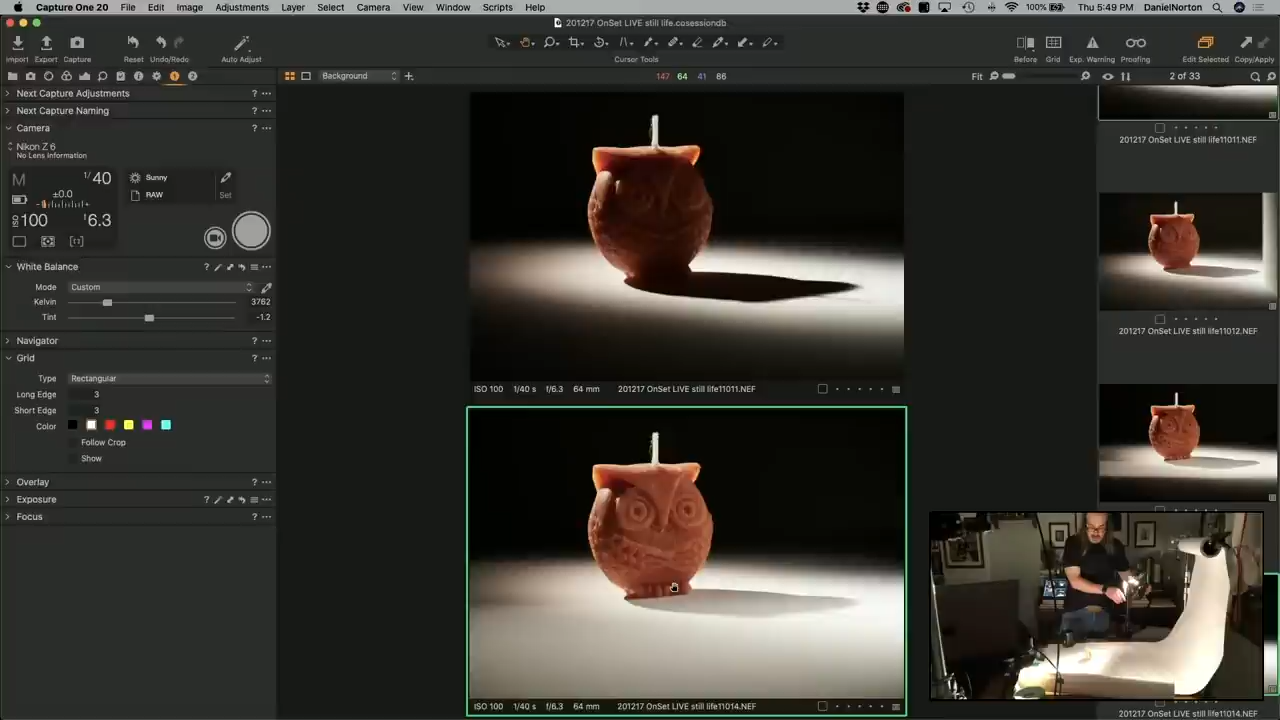 Capture One 20 File Edit Image Adjustments Layer Select Camera View Window Scripts Help 100% Thu 5:49 PM DanielNorton
201217 OnSet LIVE still life.cosessiondb
Import Export Capture Reset Undo/Redo Auto Adjust Cursor Tools Before Grid Exp. Warning Proofing Edit Selected Copy/Apply
Background 147 64 41 86 Fit 2 of 33
Next Capture Adjustments
Next Capture Naming
Camera
Nikon Z 6
No Lens Information
M 1/40
±0.0
ISO 100 f6.3
Sunny
RAW Set
White Balance
Mode Custom
Kelvin 3762
Tint -1.2
Navigator
Grid
Type Rectangular
Long Edge 3
Short Edge 3
Color
Follow Crop
Show
Overlay
Exposure
Focus
ISO 100 1/40 s f/6.3 64 mm 201217 OnSet LIVE still life11011.NEF
ISO 100 1/40 s f/6.3 64 mm 201217 OnSet LIVE still life11014.NEF
201217 OnSet LIVE still life11011.NEF
201217 OnSet LIVE still life11012.NEF
201217 OnSet LIVE still life11014.NEF